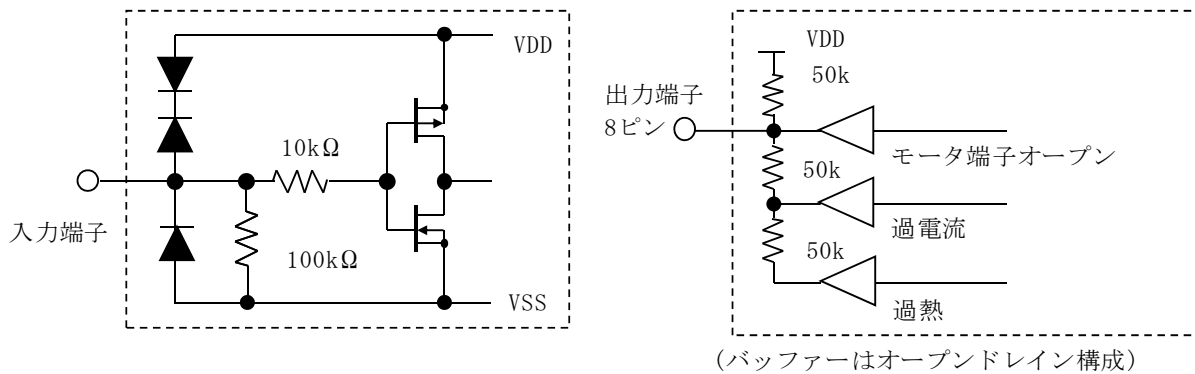 VDD
10kΩ
入力端子
100kΩ
VSS
VDD
50k
出力端子
8ピン
モータ端子オープン
50k
過電流
50k
過熱
(バッファーはオープンドレイン構成)